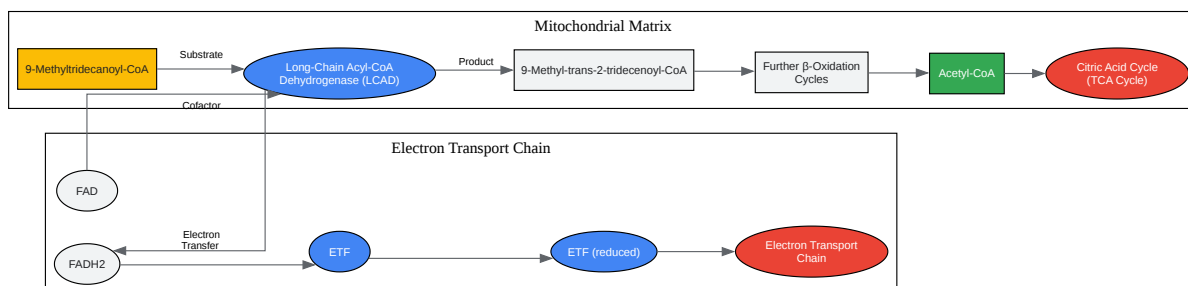 Mitochondrial Matrix
9-Methyltridecanoyl-CoA
Substrate
Long-Chain Acyl-CoA
Dehydrogenase (LCAD)
Product
9-Methyl-trans-2-tridecenoyl-CoA
Further β-Oxidation
Cycles
Acetyl-CoA
Citric Acid Cycle
(TCA Cycle)
Cofactor
Electron Transport Chain
FAD
Electron
Transfer
FADH2
ETF
ETF (reduced)
Electron Transport
Chain